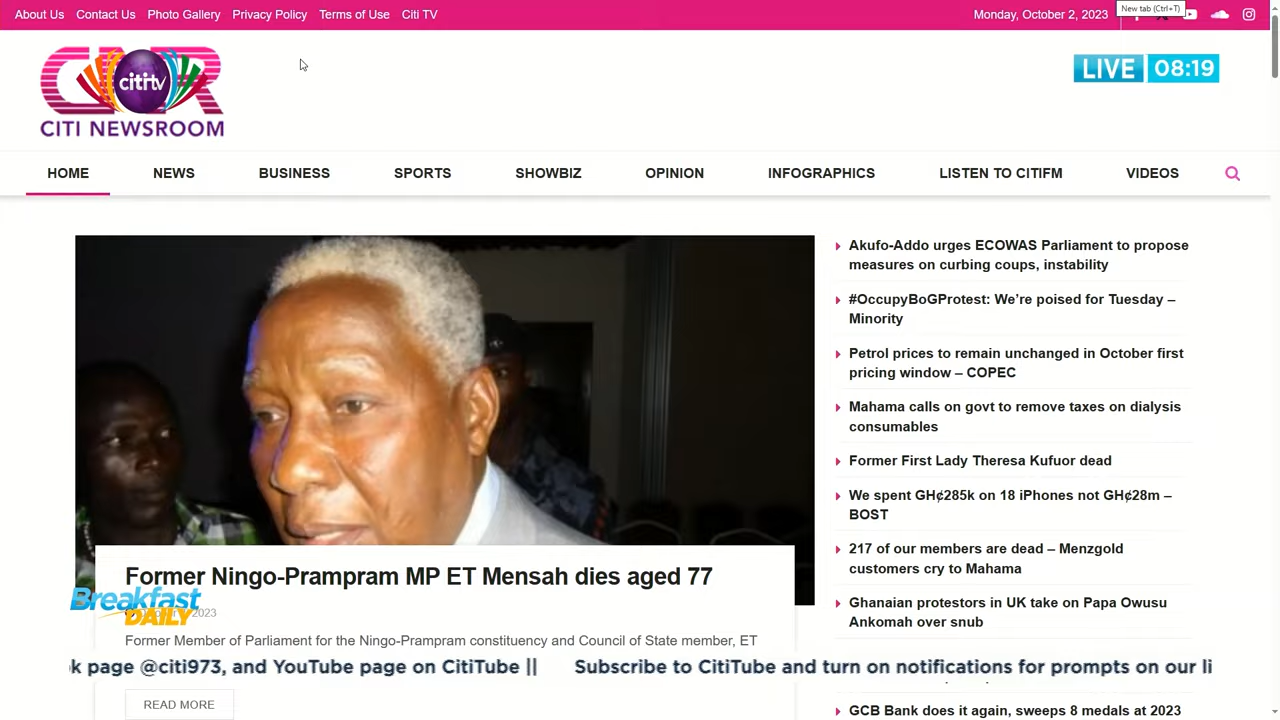 About Us Contact Us Photo Gallery Privacy Policy Terms of Use Citi TV
Monday, October 2, 2023
New tab (Ctrl+T)
CNR
cititv
CITI NEWSROOM
LIVE 08:19
HOME NEWS BUSINESS SPORTS SHOWBIZ OPINION INFOGRAPHICS LISTEN TO CITIFM VIDEOS
Former Ningo-Prampram MP ET Mensah dies aged 77
2023
Former Member of Parliament for the Ningo-Prampram constituency and Council of State member, ET
READ MORE
Akufo-Addo urges ECOWAS Parliament to propose
measures on curbing coups, instability
#OccupyBoGProtest: We’re poised for Tuesday –
Minority
Petrol prices to remain unchanged in October first
pricing window – COPEC
Mahama calls on govt to remove taxes on dialysis
consumables
Former First Lady Theresa Kufuor dead
We spent GH¢285k on 18 iPhones not GH¢28m –
BOST
217 of our members are dead – Menzgold
customers cry to Mahama
Ghanaian protestors in UK take on Papa Owusu
Ankomah over snub
GCB Bank does it again, sweeps 8 medals at 2023
Breakfast
DAILY
k page @citi973, and YouTube page on CitiTube || Subscribe to CitiTube and turn on notifications for prompts on our li